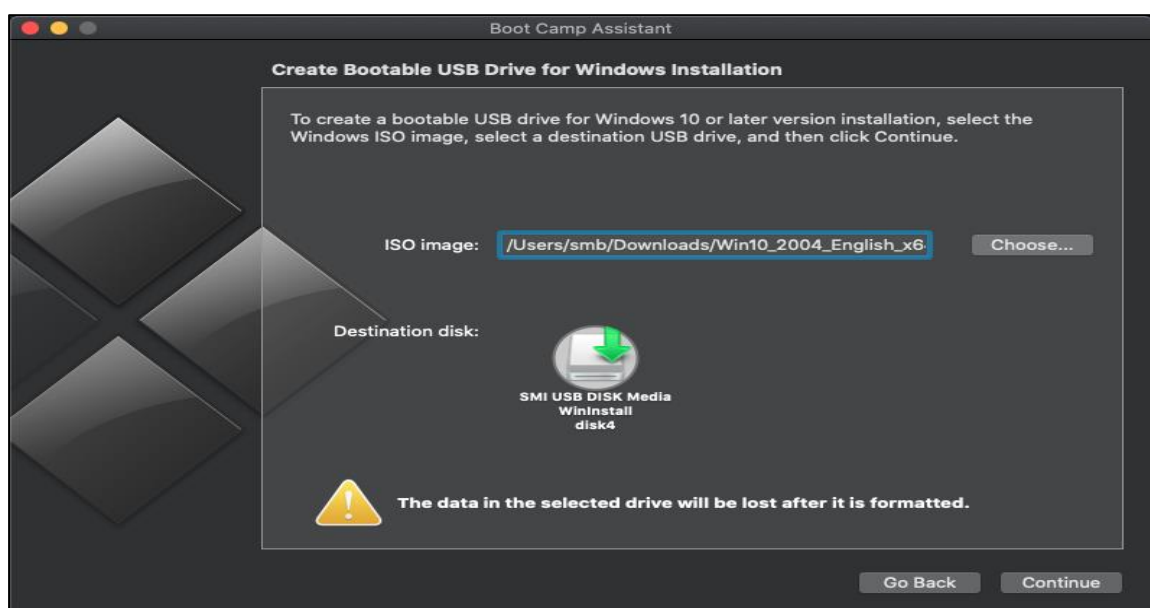 Boot Camp Assistant
Create Bootable USB Drive for Windows Installation
To create a bootable USB drive for Windows 10 or later version installation, select the
Windows ISO image, select a destination USB drive, and then click Continue.
ISO image: /Users/smb/Downloads/Win10_2004_English_x6 Choose...
Destination disk:
SMI USB DISK Media
WinInstall
disk4
The data in the selected drive will be lost after it is formatted.
Go Back Continue